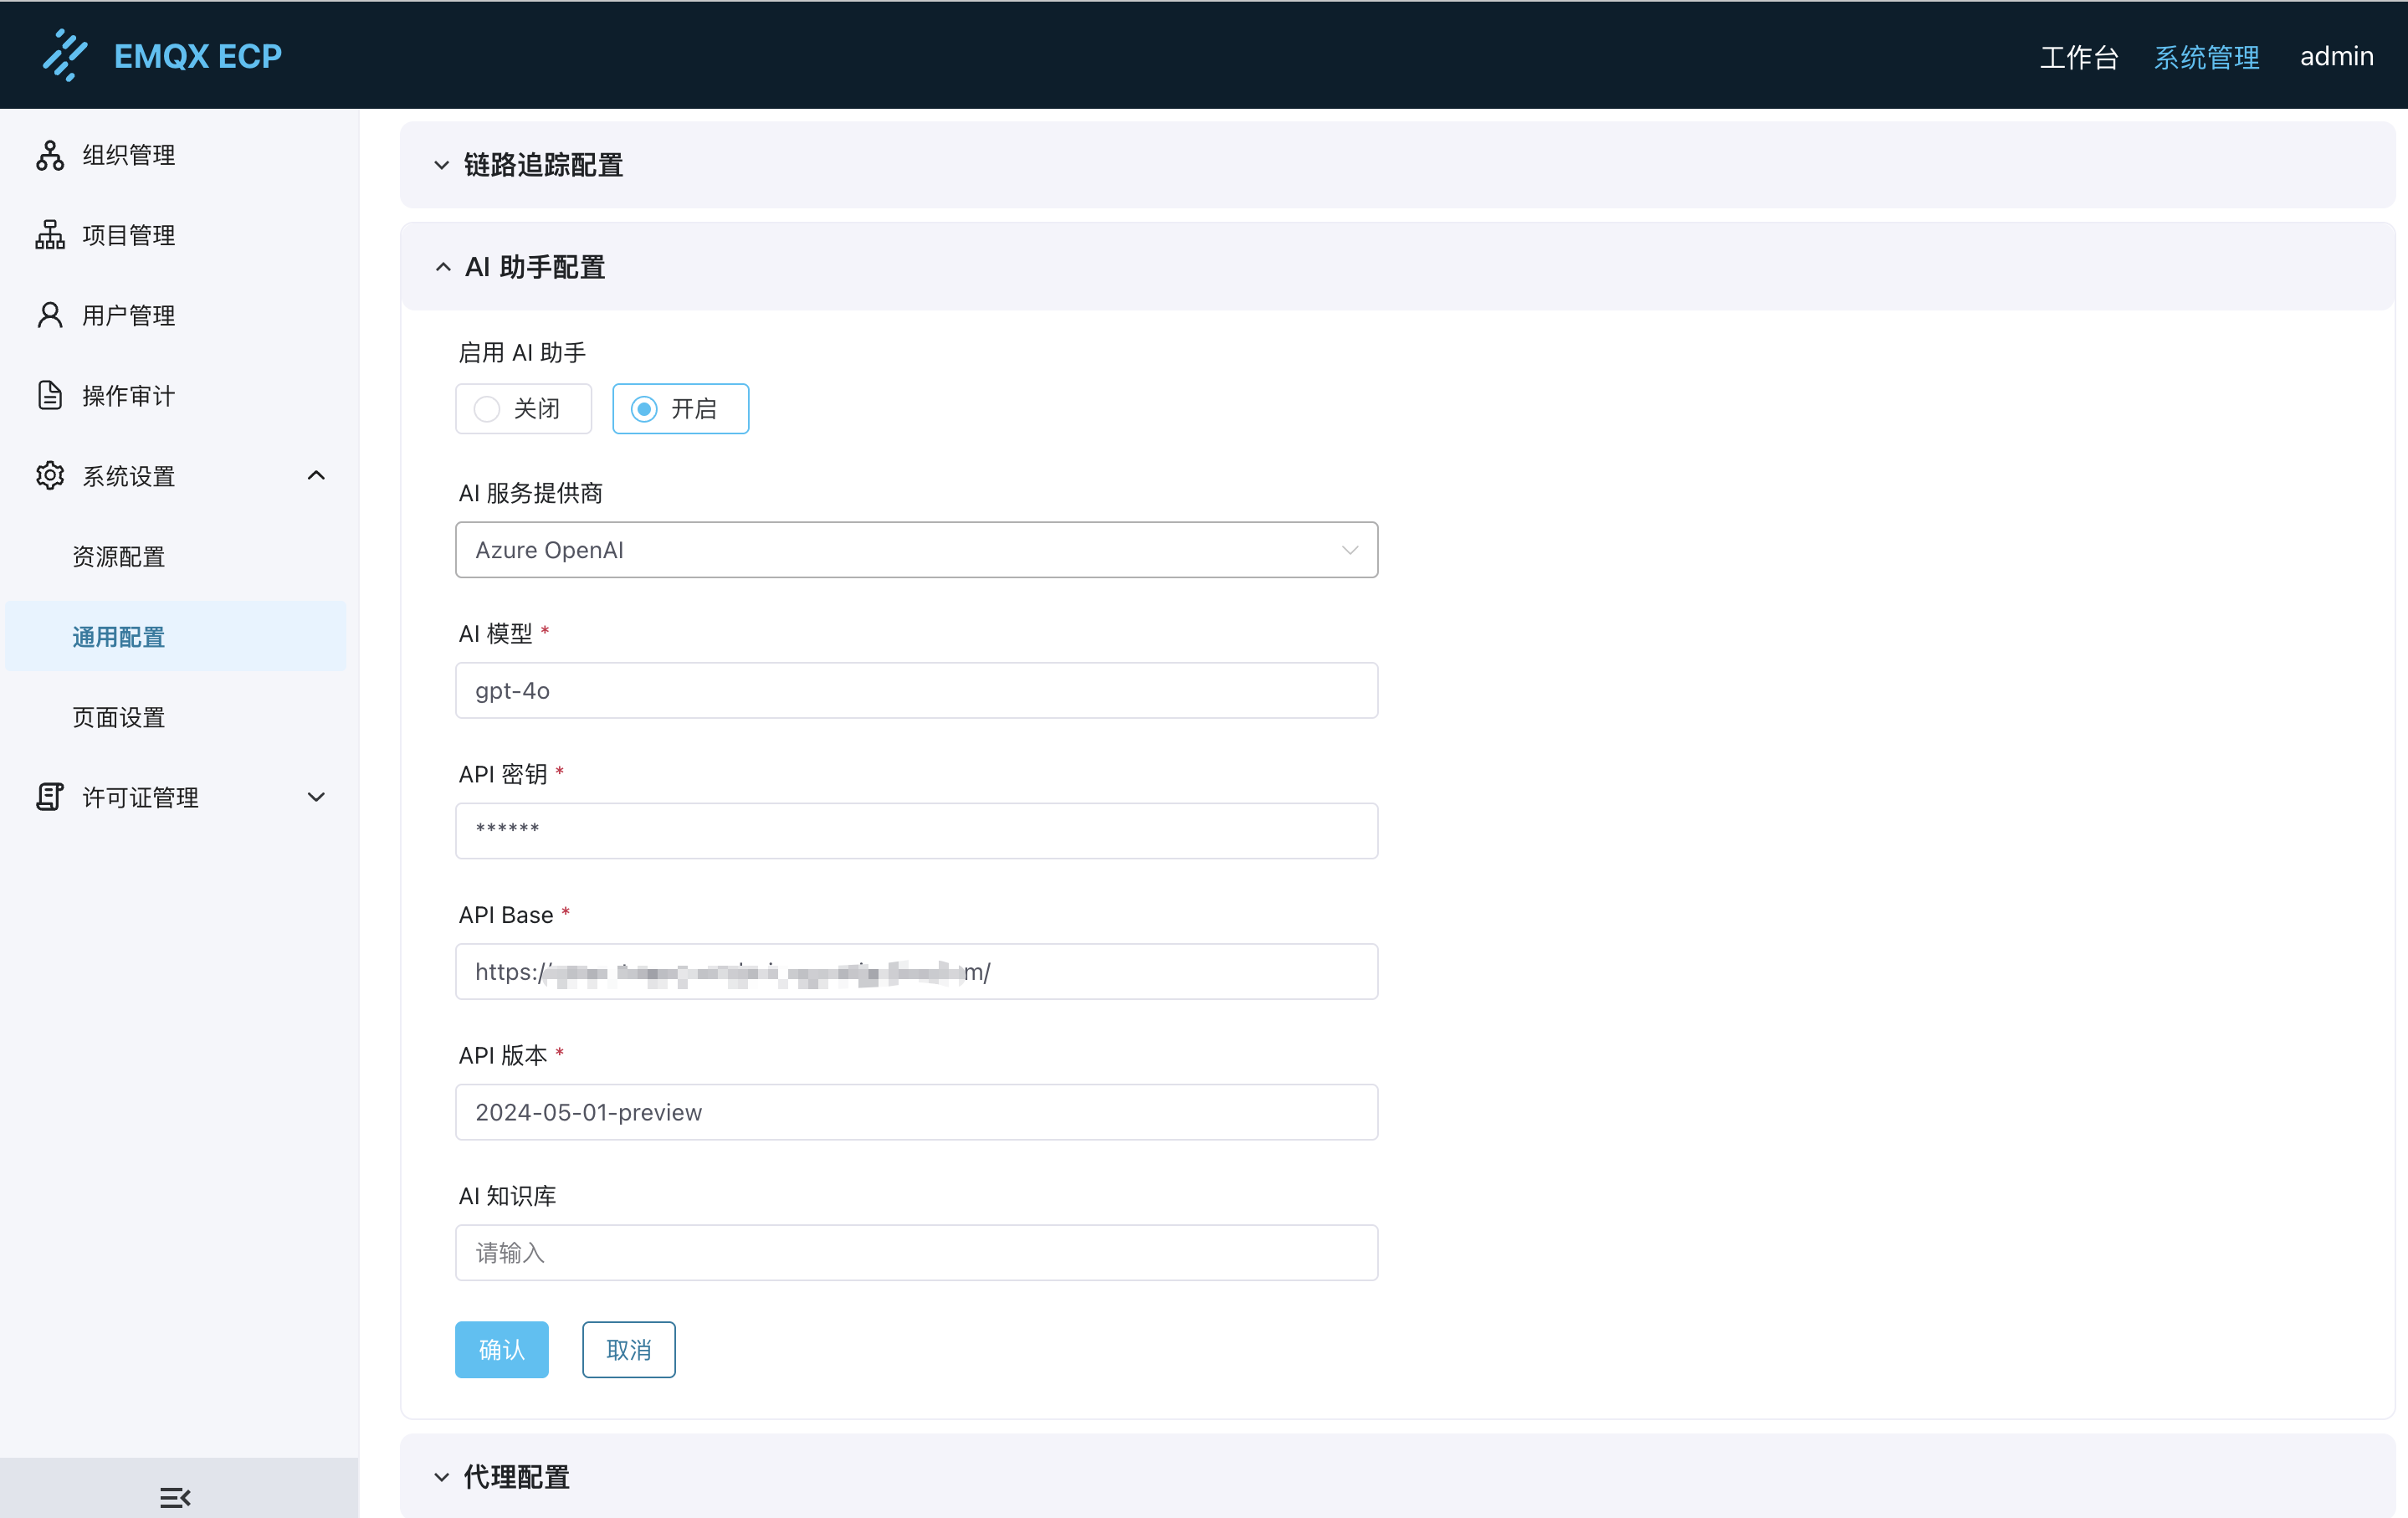 EMQX ECP
工作台
系统管理
admin
组织管理
项目管理
用户管理
操作审计
系统设置
资源配置
通用配置
页面设置
许可证管理
链路追踪配置
AI 助手配置
启用 AI 助手
关闭
开启
AI 服务提供商
Azure OpenAI
AI 模型 *
gpt-4o
API 密钥 *
******
API Base *
https:/ m/
API 版本 *
2024-05-01-preview
AI 知识库
请输入
确认
取消
代理配置